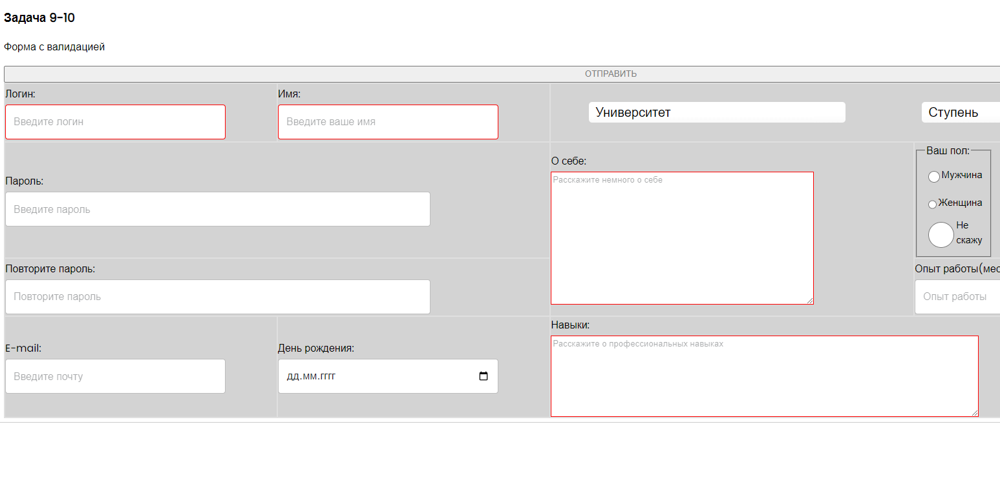 Задача 9-10
Форма с валидацией
ОТПРАВИТЬ
Логин:
Введите логин
Имя:
Введите ваше имя
Университет
Ступень
Пароль:
Введите пароль
О себе:
Расскажите немного о себе
Ваш пол:
Мужчина
Женщина
Не
скажу
Повторите пароль:
Повторите пароль
Опыт работы(мес
Опыт работы
E-mail:
Введите почту
День рождения:
дд.мм.гггг
Навыки:
Расскажите о профессиональных навыках